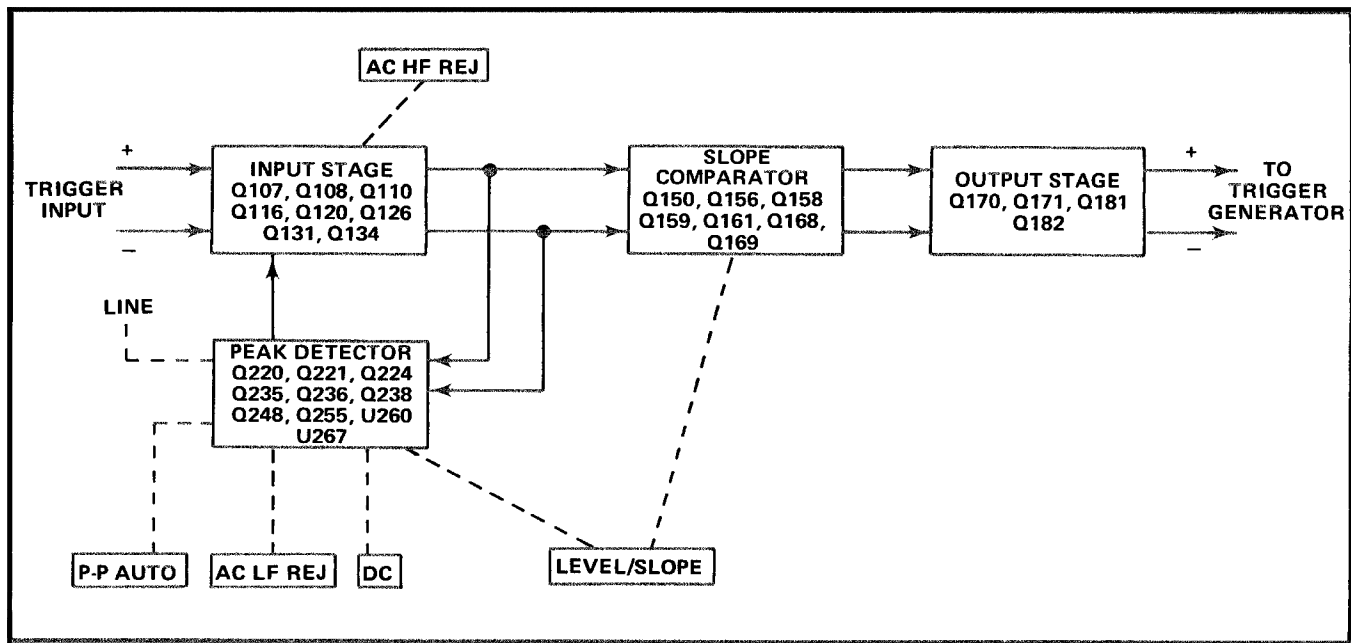 AC HF REJ
+
TRIGGER
INPUT
−
INPUT STAGE
Q107, Q108, Q110
Q116, Q120, Q126
Q131, Q134
SLOPE
COMPARATOR
Q150, Q156, Q158
Q159, Q161, Q168,
Q169
OUTPUT STAGE
Q170, Q171, Q181
Q182
+
TO
TRIGGER
GENERATOR
−
LINE
PEAK DETECTOR
Q220, Q221, Q224
Q235, Q236, Q238
Q248, Q255, U260
U267
P-P AUTO
AC LF REJ
DC
LEVEL/SLOPE